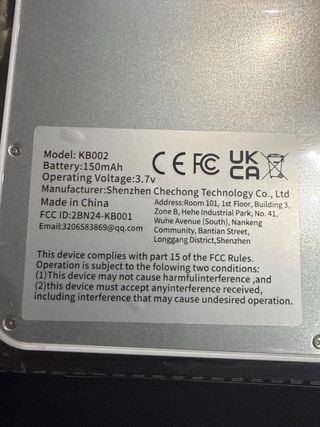 Model: KB002
Battery:150mAh
Operating Voltage:3.7v
CE FC UK CA
Manufacturer:Shenzhen Chechong Technology Co., Ltd
Made in China
FCC ID:2BN24-KB001
Email:3206583869@qq.com
Address:Room 101, 1st Floor, Building 3,
Zone B, Hehe Industrial Park, No. 41,
Wuhe Avenue (South), Nankeng
Community, Bantian Street,
Longgang District,Shenzhen
This device complies with part 15 of the FCC Rules.
Operation is subject to the folowing two conditions:
(1)This device may not cause harmfulinterference ,and
(2)this device must accept anyinterference received,
including interference that may cause undesired operation.